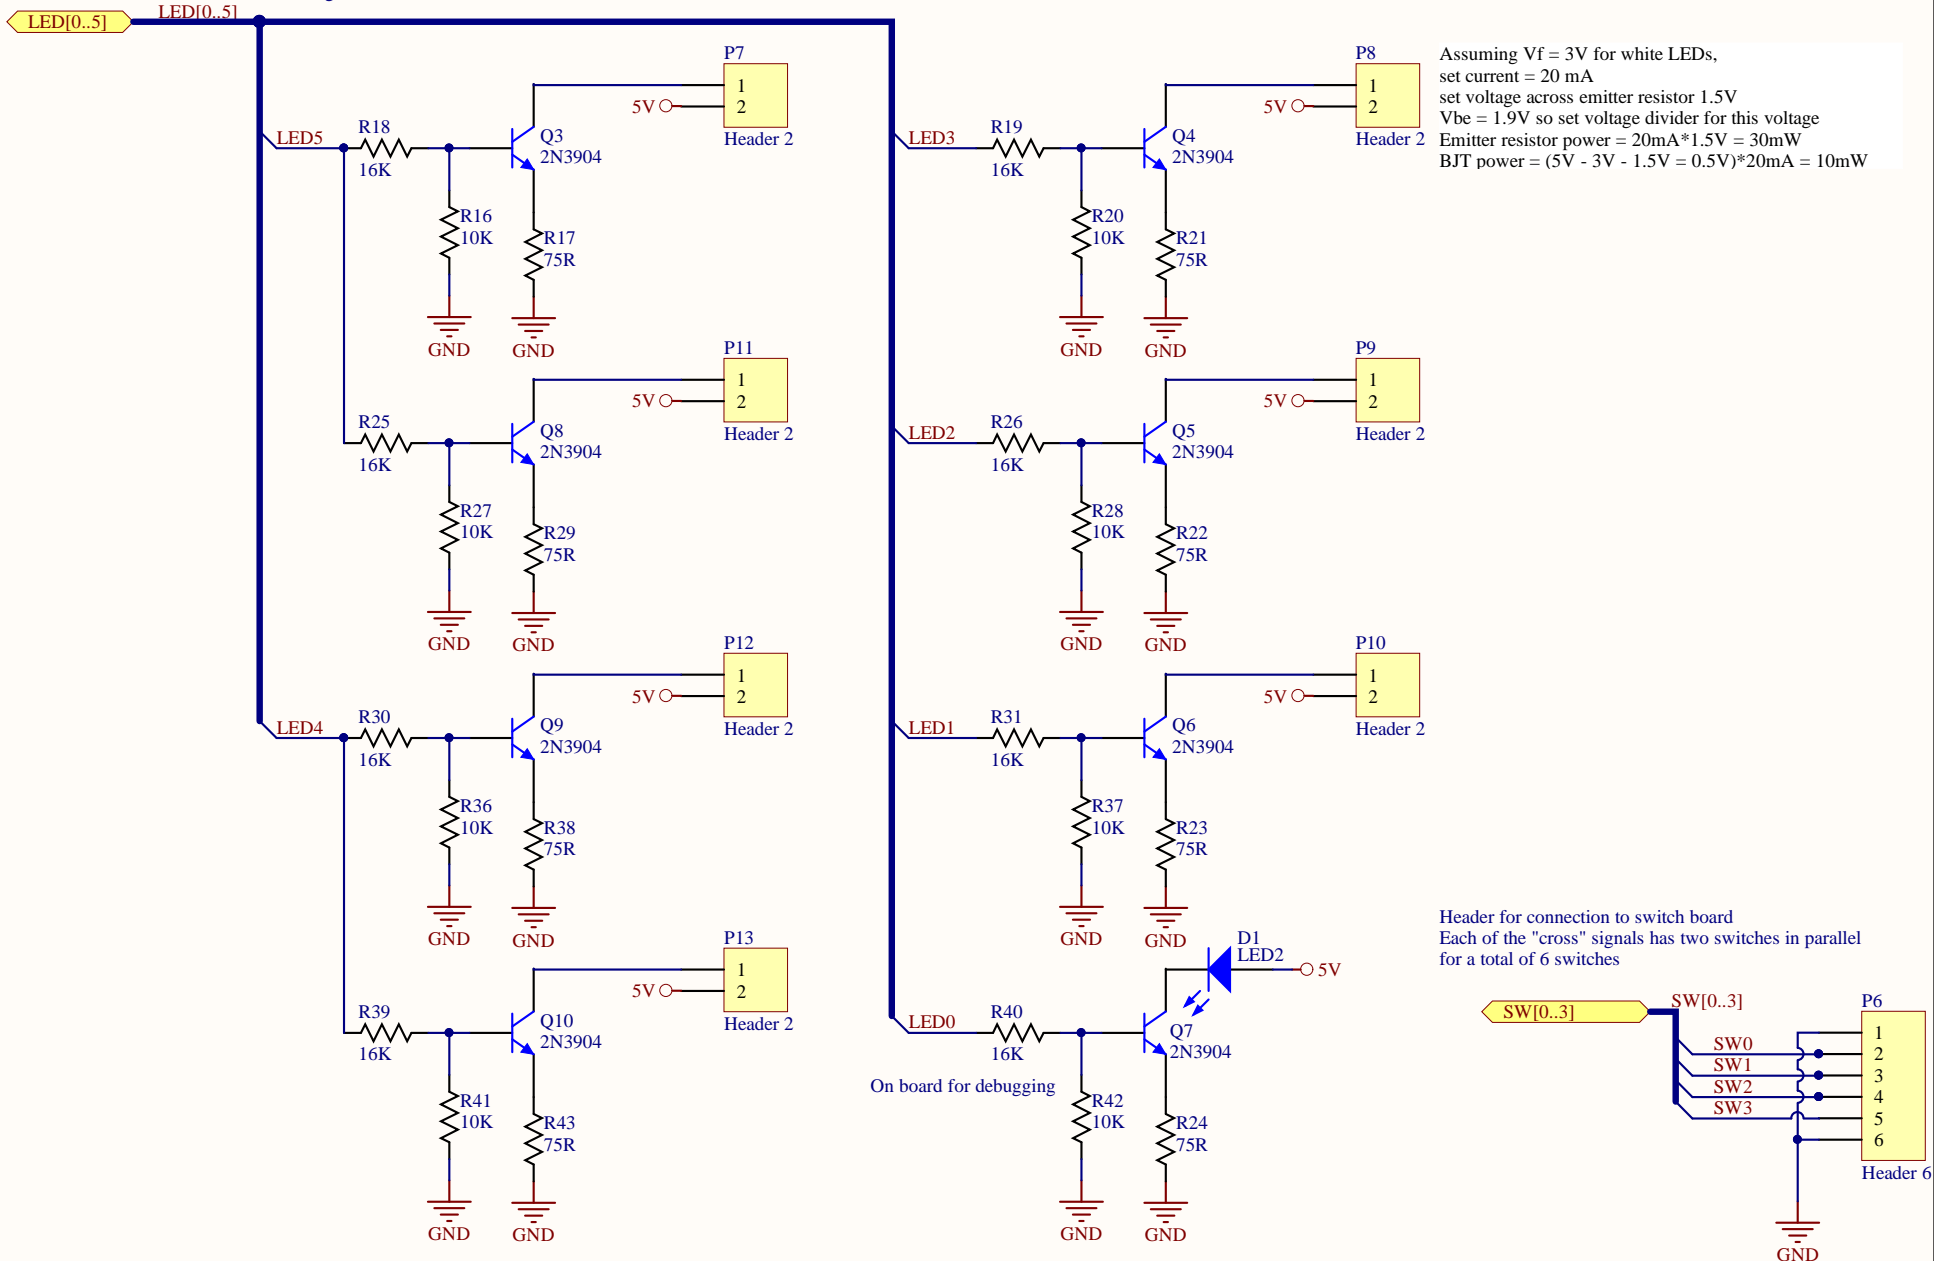 LED[0..5]
LED[0..5]
P7
1
2
5V
Header 2
LED5
R18
16K
Q3
2N3904
R16
10K
R17
75R
GND
GND
P8
1
2
5V
Header 2
LED3
R19
16K
Q4
2N3904
R20
10K
R21
75R
GND
GND
Assuming Vf = 3V for white LEDs,
set current = 20 mA
set voltage across emitter resistor 1.5V
Vbe = 1.9V so set voltage divider for this voltage
Emitter resistor power = 20mA*1.5V = 30mW
BJT power = (5V - 3V - 1.5V = 0.5V)*20mA = 10mW
P11
1
2
5V
Header 2
R25
16K
Q8
2N3904
R27
10K
R29
75R
GND
GND
P9
1
2
5V
Header 2
LED2
R26
16K
Q5
2N3904
R28
10K
R22
75R
GND
GND
P12
1
2
5V
Header 2
LED4
R30
16K
Q9
2N3904
R36
10K
R38
75R
GND
GND
P10
1
2
5V
Header 2
LED1
R31
16K
Q6
2N3904
R37
10K
R23
75R
GND
GND
P13
1
2
5V
Header 2
R39
16K
Q10
2N3904
R41
10K
R43
75R
GND
GND
D1
LED2
5V
LED0
R40
16K
Q7
2N3904
On board for debugging
R42
10K
R24
75R
GND
GND
Header for connection to switch board
Each of the "cross" signals has two switches in parallel
for a total of 6 switches
SW[0..3]
SW[0..3]
P6
SW0
SW1
SW2
SW3
1
2
3
4
5
6
Header 6
GND